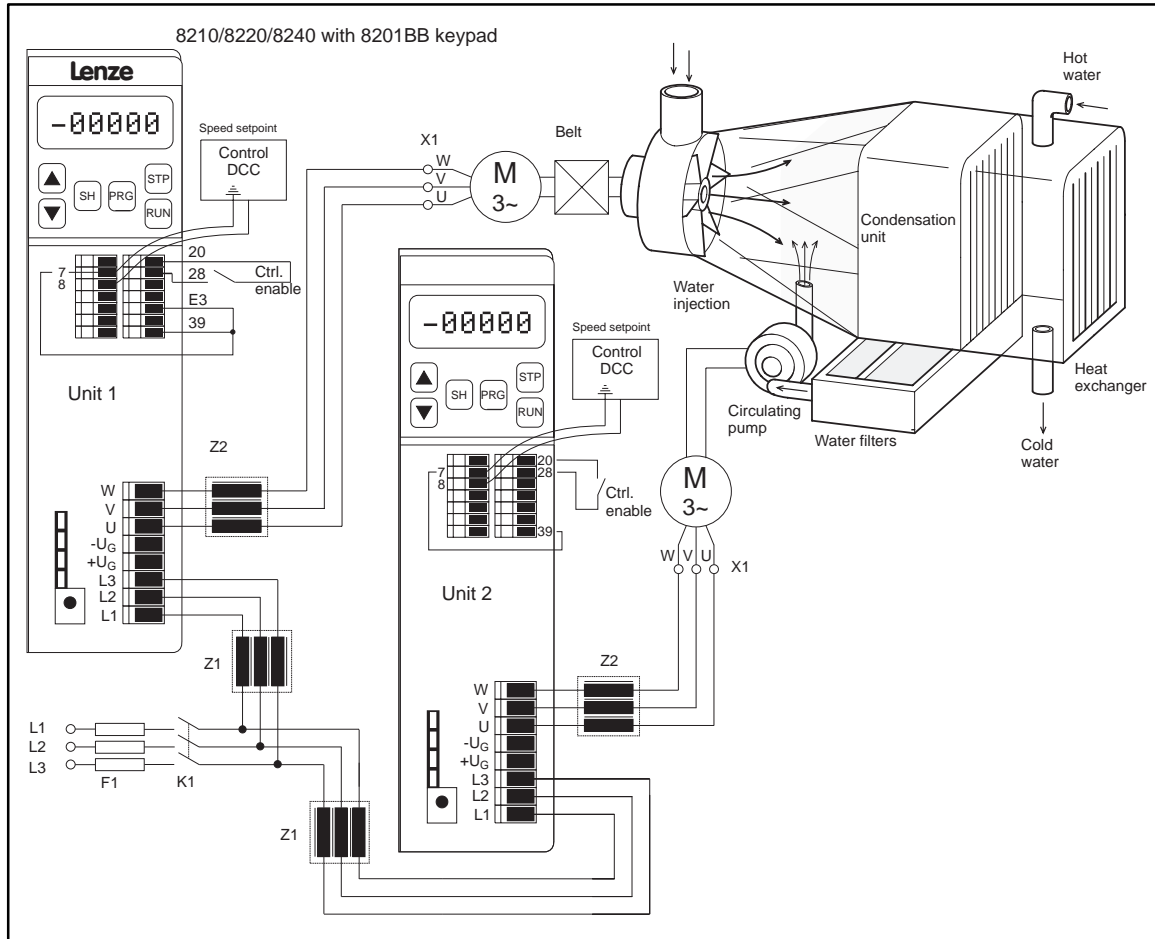 8210/8220/8240 with 8201BB keypad
Lenze
-00000
SH
PRG
STP
RUN
Speed setpoint
Control
DCC
20
7
28
8
Ctrl.
enable
E3
39
Unit 1
X1
W
V
U
M
3~
Belt
Hot
water
Condensation
unit
Water
injection
Heat
exchanger
Circulating
pump
Water filters
Cold
water
Z2
W
V
U
-UG
+UG
L3
L2
L1
Z1
L1
L2
L3
F1
K1
Z1
-00000
SH
PRG
STP
RUN
Speed setpoint
Control
DCC
20
7
28
8
Ctrl.
enable
39
Unit 2
M
3~
W V U
X1
Z2
W
V
U
-UG
+UG
L3
L2
L1